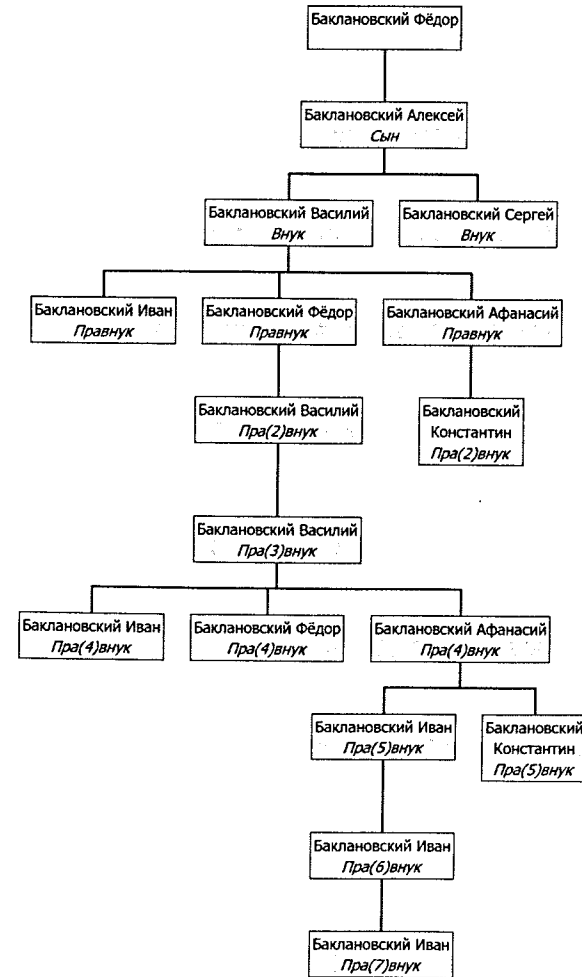 Баклановский Фёдор
Баклановский Алексей
Сын
Баклановский Василий
Внук
Баклановский Сергей
Внук
Баклановский Иван
Правнук
Баклановский Фёдор
Правнук
Баклановский Афанасий
Правнук
Баклановский Василий
Пра(2)внук
Баклановский
Константин
Пра(2)внук
Баклановский Василий
Пра(3)внук
Баклановский Иван
Пра(4)внук
Баклановский Фёдор
Пра(4)внук
Баклановский Афанасий
Пра(4)внук
Баклановский Иван
Пра(5)внук
Баклановский
Константин
Пра(5)внук
Баклановский Иван
Пра(6)внук
Баклановский Иван
Пра(7)внук